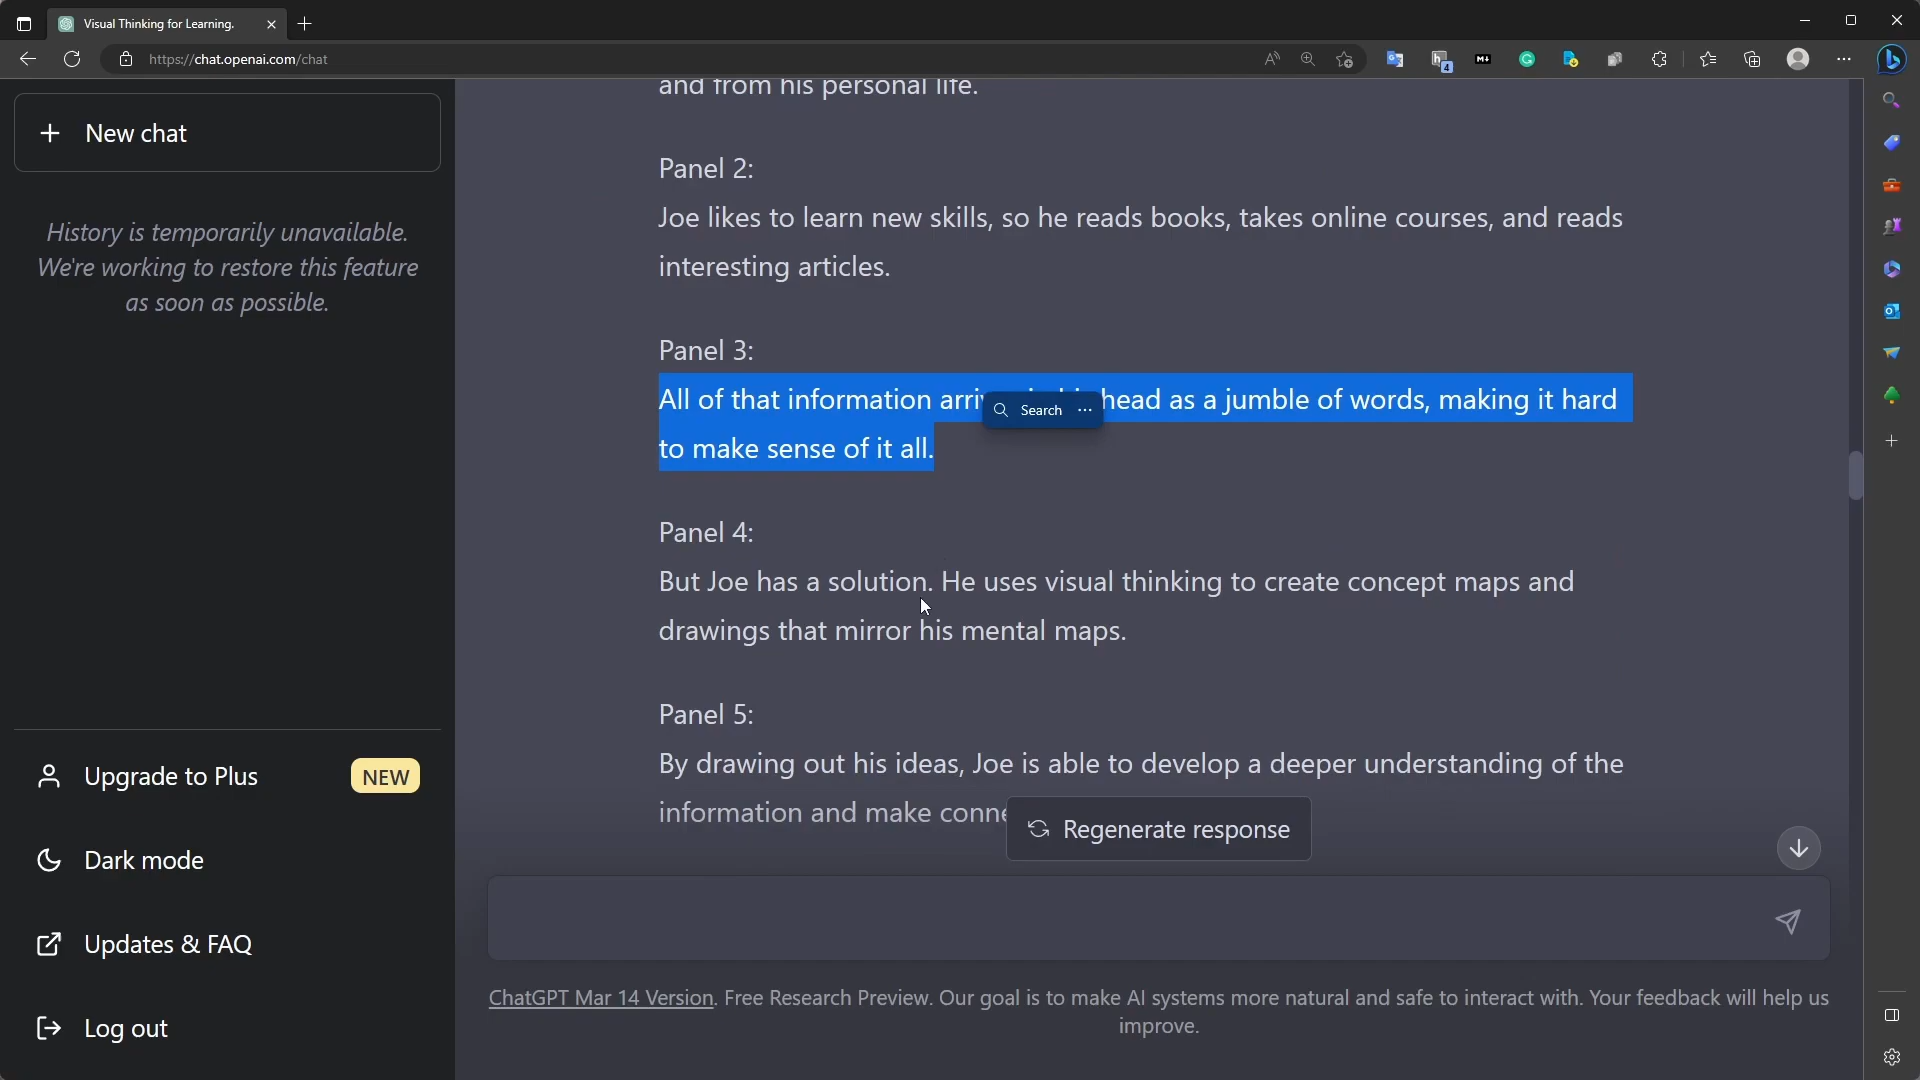 Visual Thinking for Learning.
https://chat.openai.com/chat
4
New chat
History is temporarily unavailable.
We're working to restore this feature
as soon as possible.
Upgrade to Plus NEW
Dark mode
Updates & FAQ
Log out
and from his personal life.
Panel 2:
Joe likes to learn new skills, so he reads books, takes online courses, and reads
interesting articles.
Panel 3:
All of that information head as a jumble of words, making it hard
Search
to make sense of it all.
Panel 4:
But Joe has a solution. He uses visual thinking to create concept maps and
drawings that mirror his mental maps.
Panel 5:
By drawing out his ideas, Joe is able to develop a deeper understanding of the
information and make
Regenerate response
ChatGPT Mar 14 Version. Free Research Preview. Our goal is to make AI systems more natural and safe to interact with. Your feedback will help us
improve.